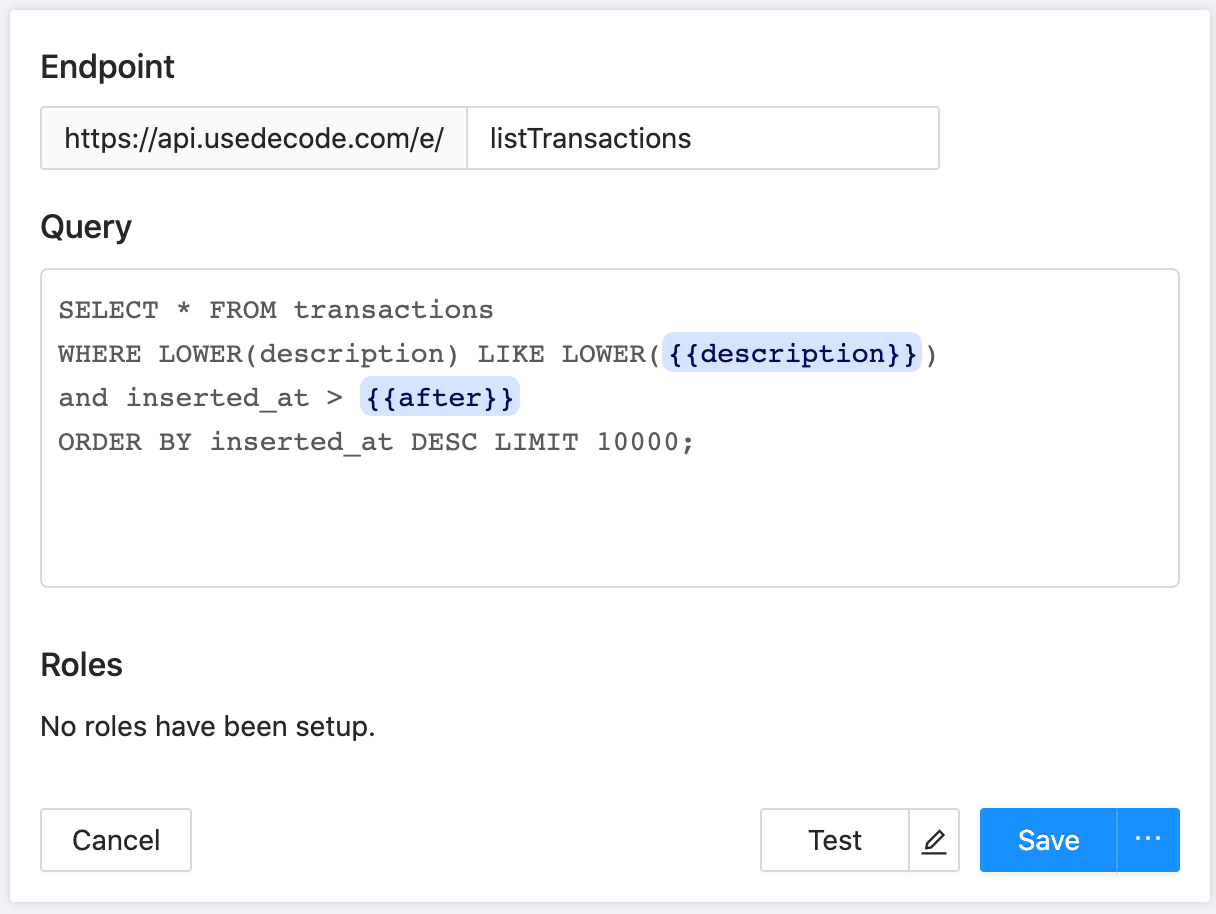 Endpoint
https://api.usedecode.com/e/ listTransactions
Query
SELECT * FROM transactions
WHERE LOWER(description) LIKE LOWER({{description}})
and inserted_at > {{after}}
ORDER BY inserted_at DESC LIMIT 10000;
Roles
No roles have been setup.
Cancel Test Save ···